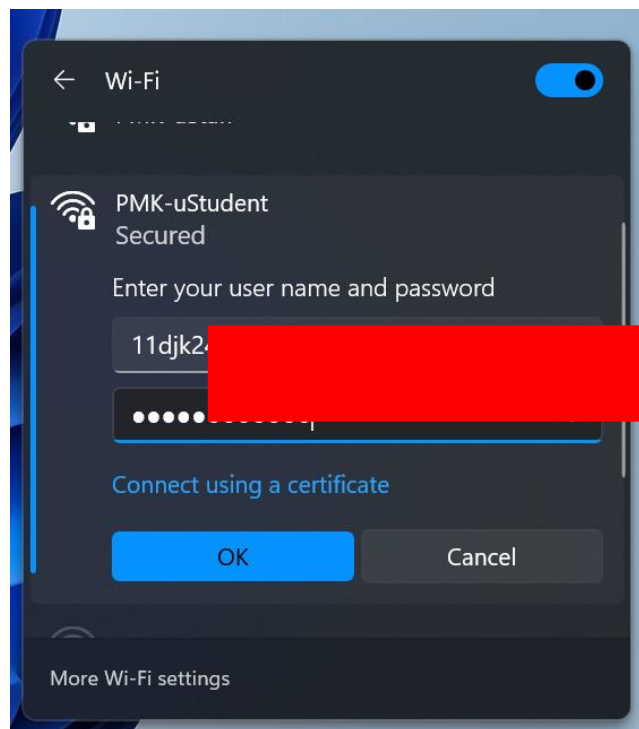 ← Wi-Fi
PMK-uStudent
Secured
Enter your user name and password
11djk2
●●●●●
Connect using a certificate
OK Cancel
More Wi-Fi settings